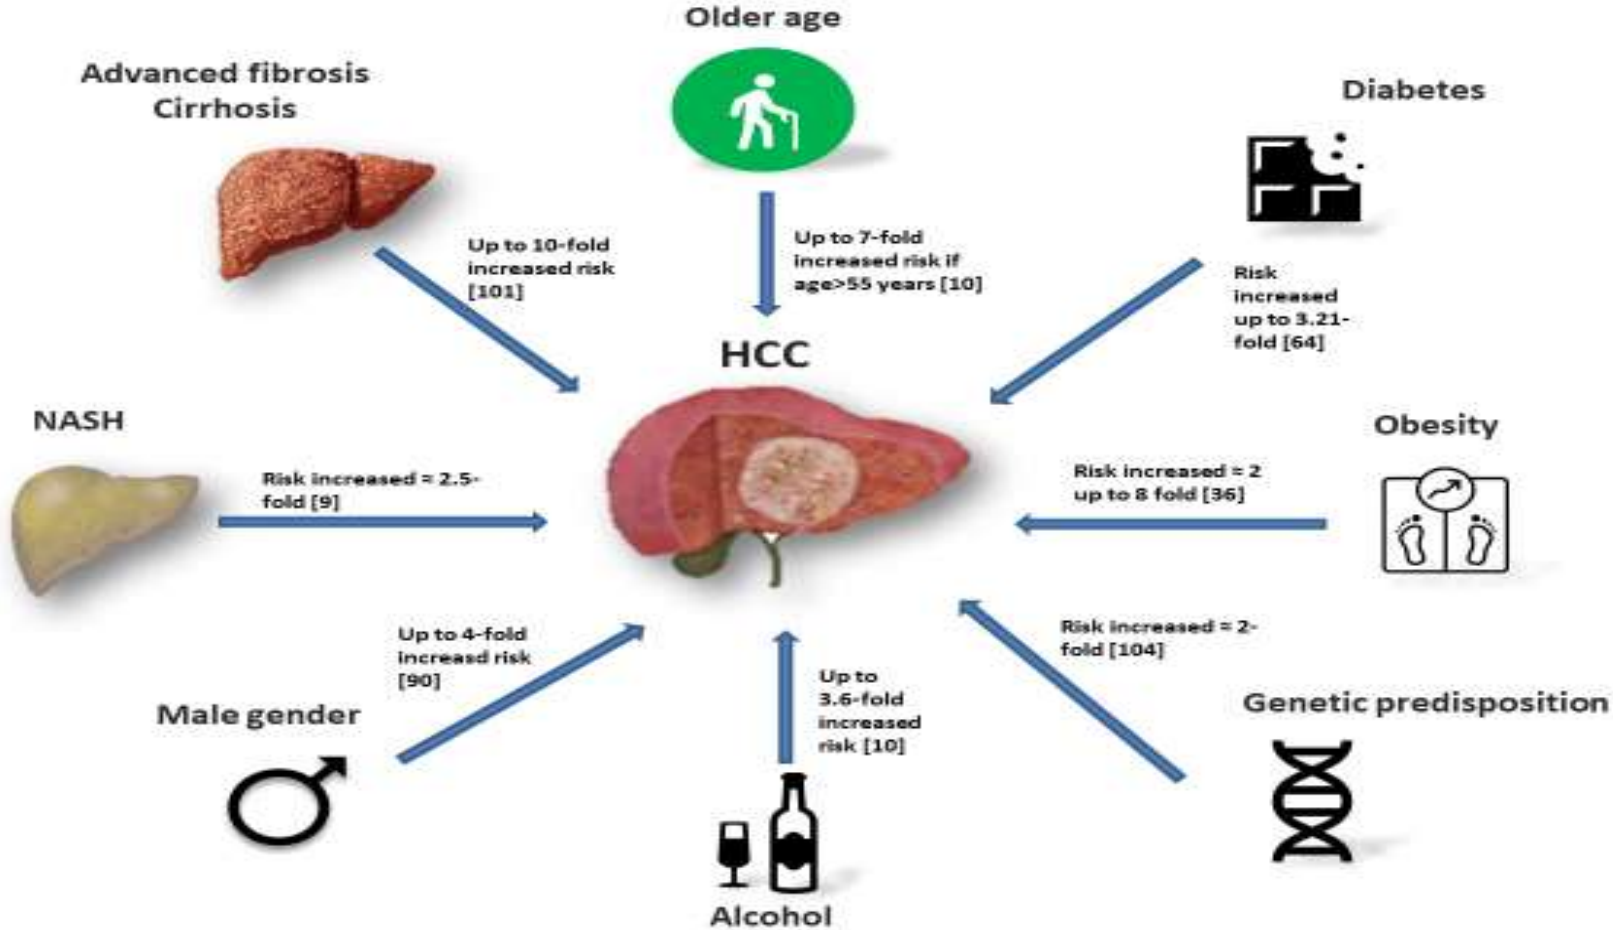 Older age
Advanced fibrosis
Cirrhosis
Diabetes
Up to 10-fold
increased risk
[101]
Up to 7-fold
increased risk if
age>55 years [10]
Risk
increased
up to 3.21-
fold [64]
HCC
NASH
Obesity
Risk increased ≈ 2.5-
fold [9]
Risk increased ≈ 2
up to 8 fold [36]
Up to 4-fold
increasd risk
[90]
Risk increased ≈ 2-
fold [104]
Up to
3.6-fold
increased
risk [10]
Male gender
Genetic predisposition
Alcohol